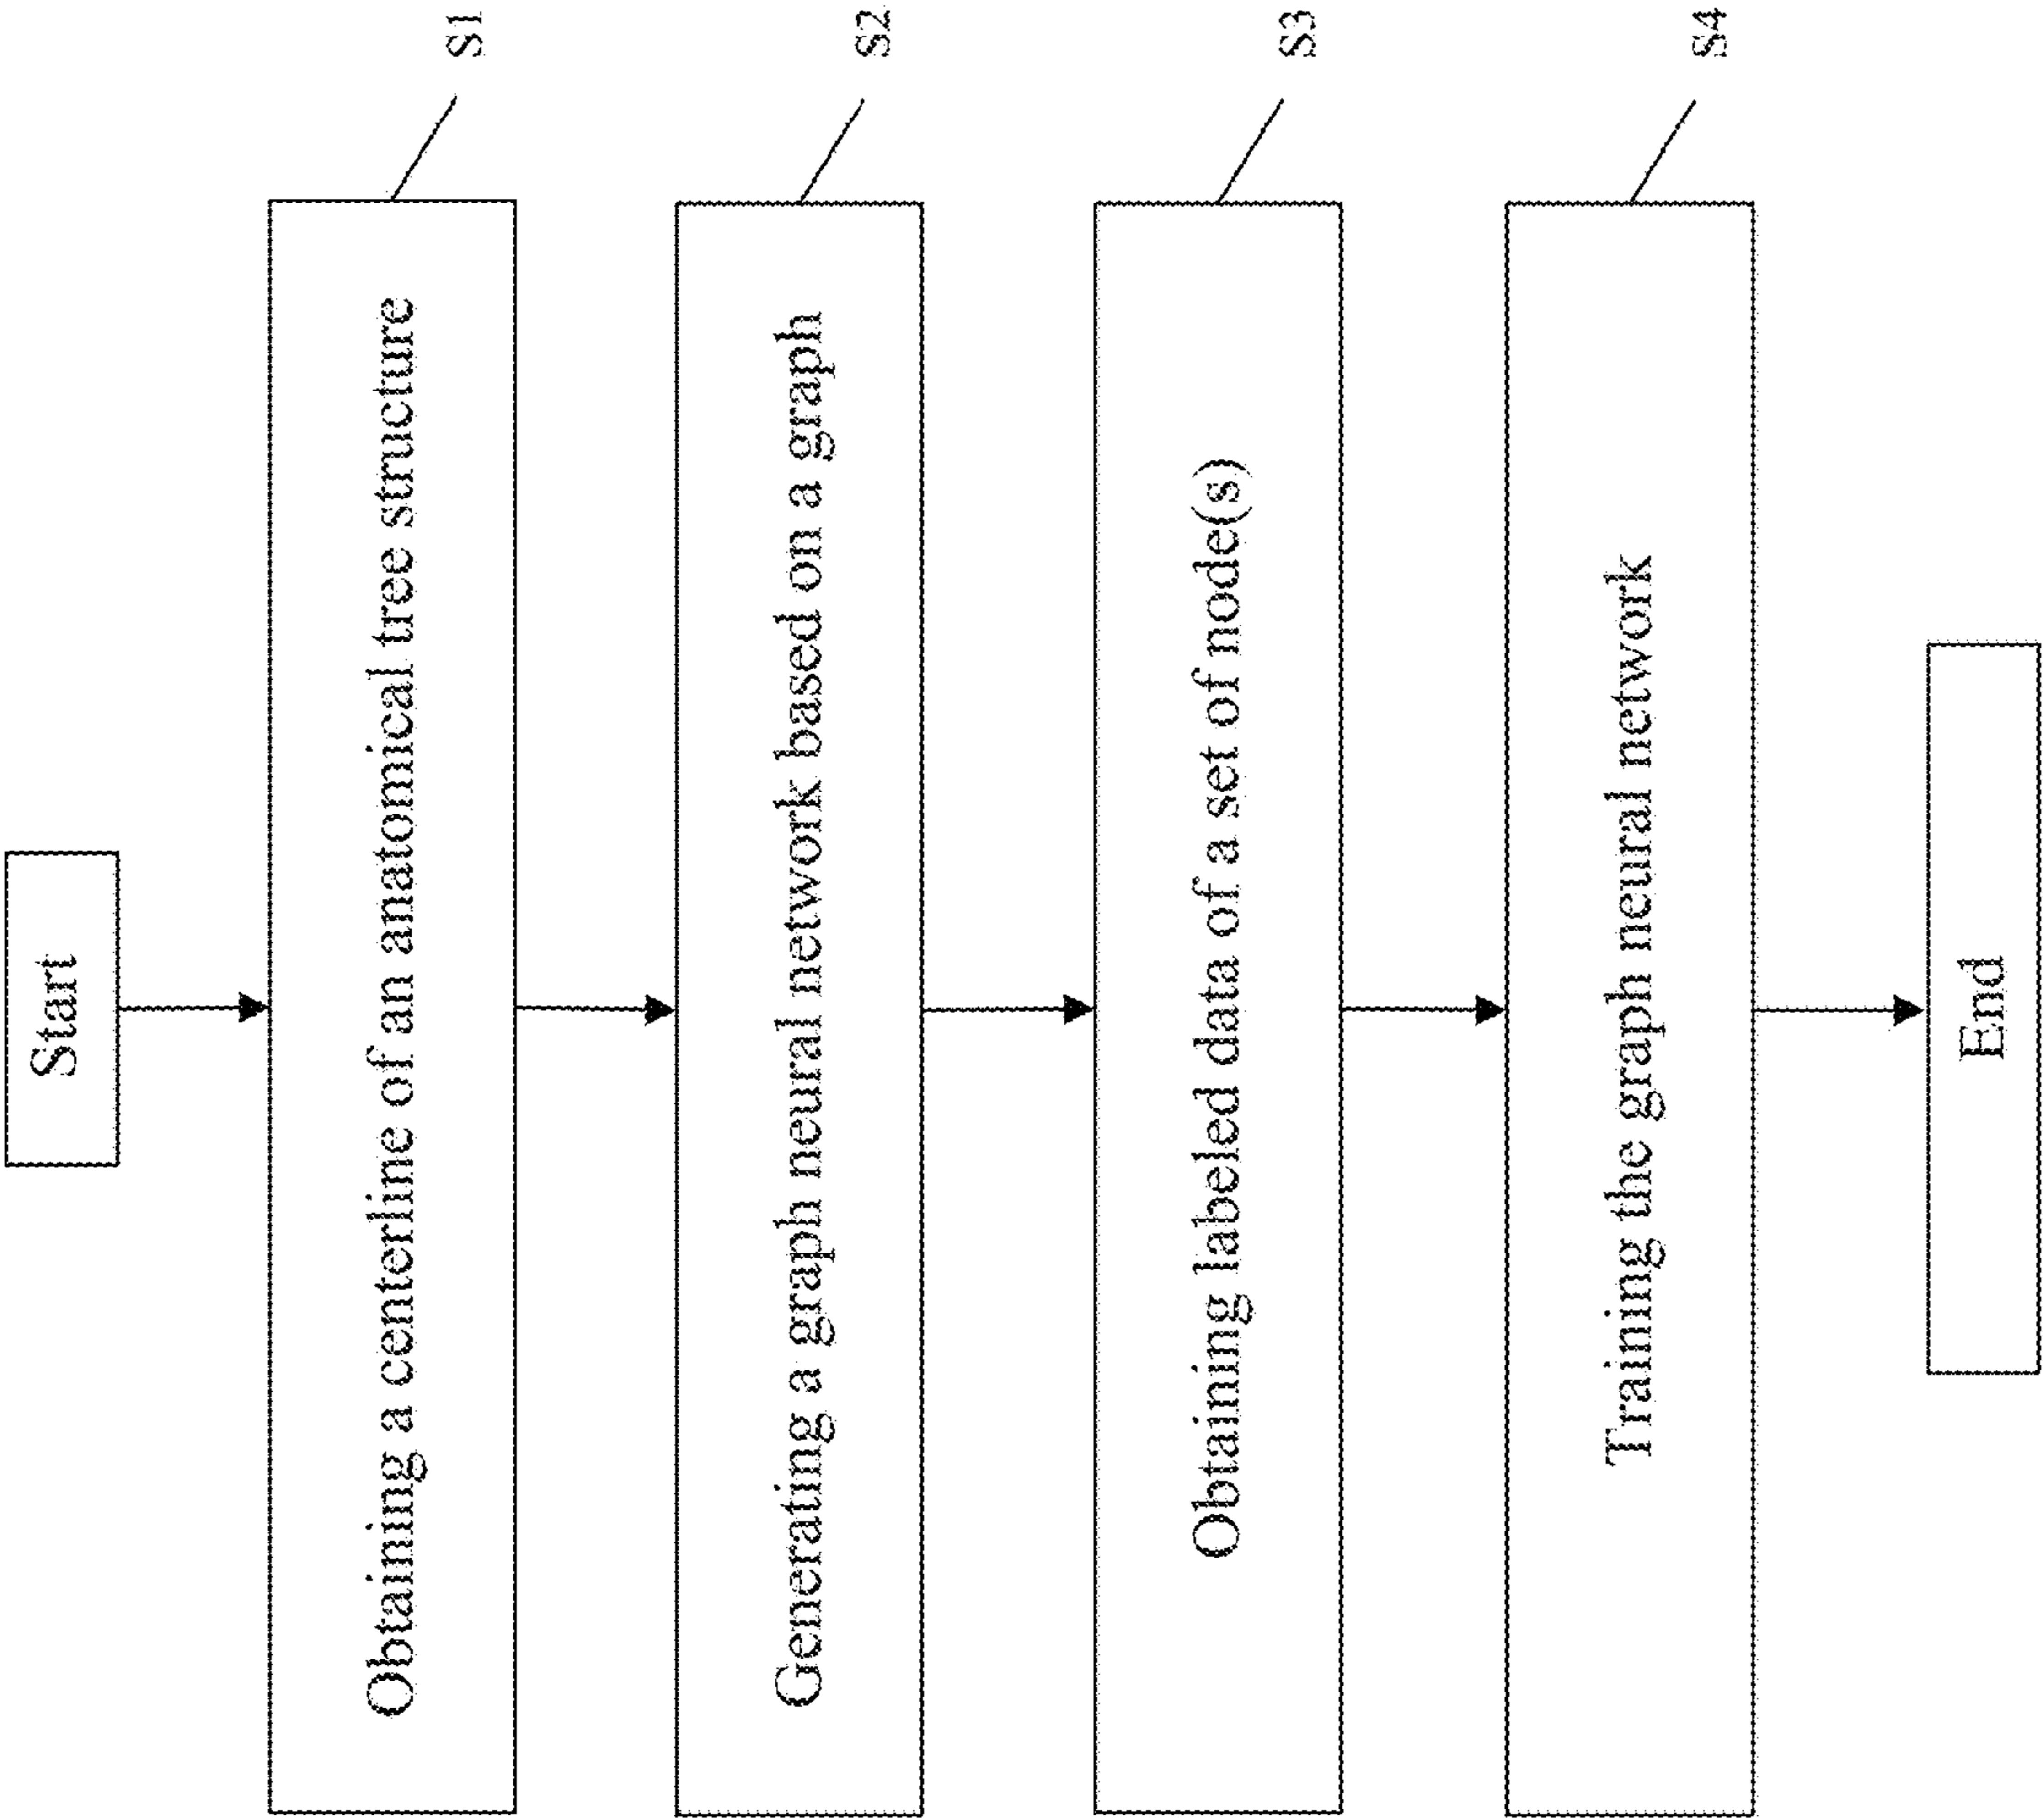 Start
Obtaining a centerline of an anatomical tree structure
S1
Generating a graph neural network based on a graph
S2
Obtaining labeled data of a set of node(s)
S3
Training the graph neural network
S4
End